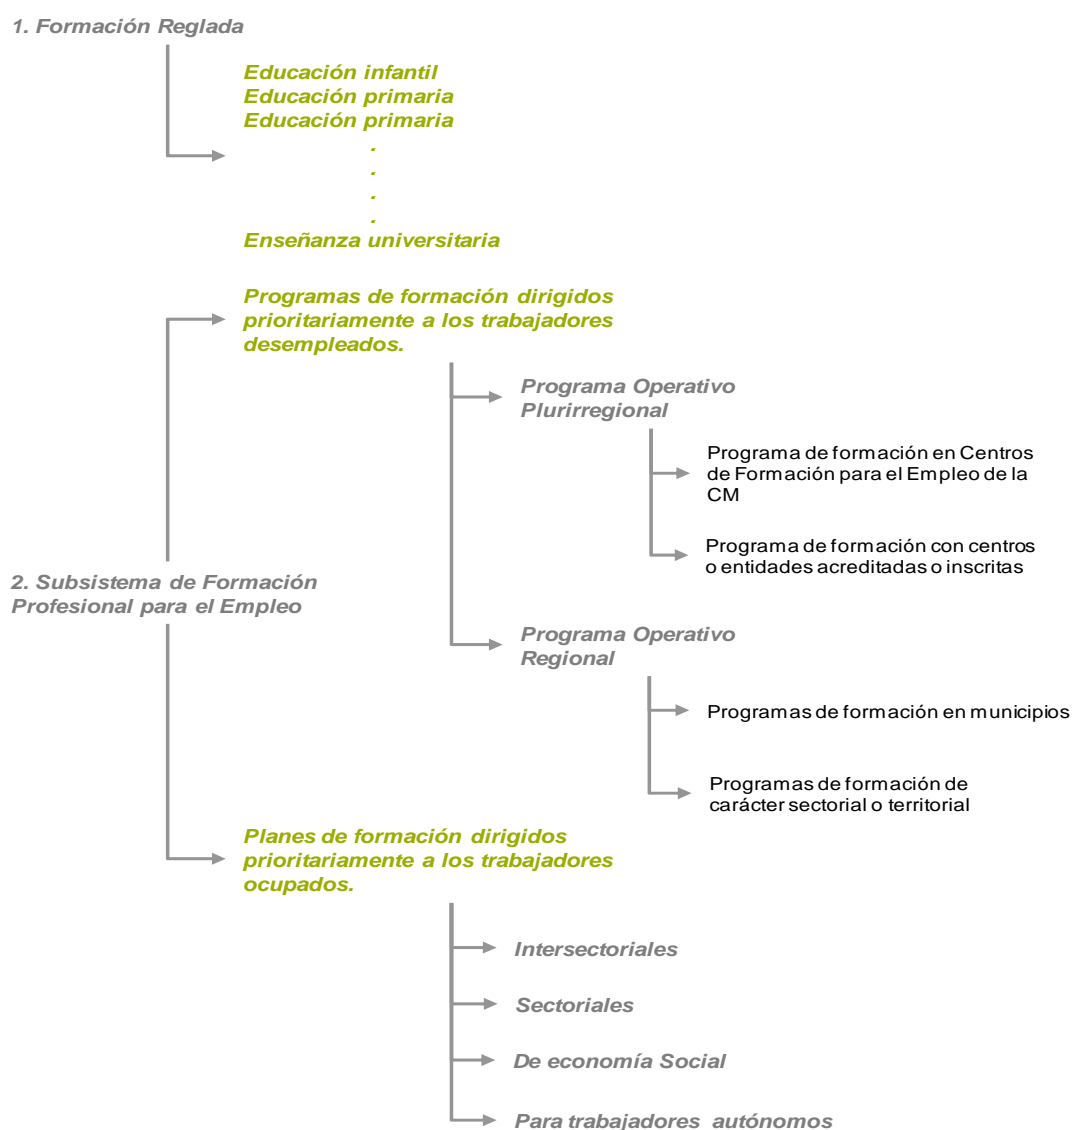 1. Formación Reglada
Educación infantil
Educación primaria
Educación primaria
.
.
.
.
Enseñanza universitaria
Programas de formación dirigidos
prioritariamente a los trabajadores
desempleados.
Programa Operativo
Plurirregional
Programa de formación en Centros
de Formación para el Empleo de la
CM
Programa de formación con centros
o entidades acreditadas o inscritas
2. Subsistema de Formación
Profesional para el Empleo
Programa Operativo
Regional
Programas de formación en municipios
Programas de formación de
carácter sectorial o territorial
Planes de formación dirigidos
prioritariamente a los trabajadores
ocupados.
Intersectoriales
Sectoriales
De economía Social
Para trabajadores autónomos